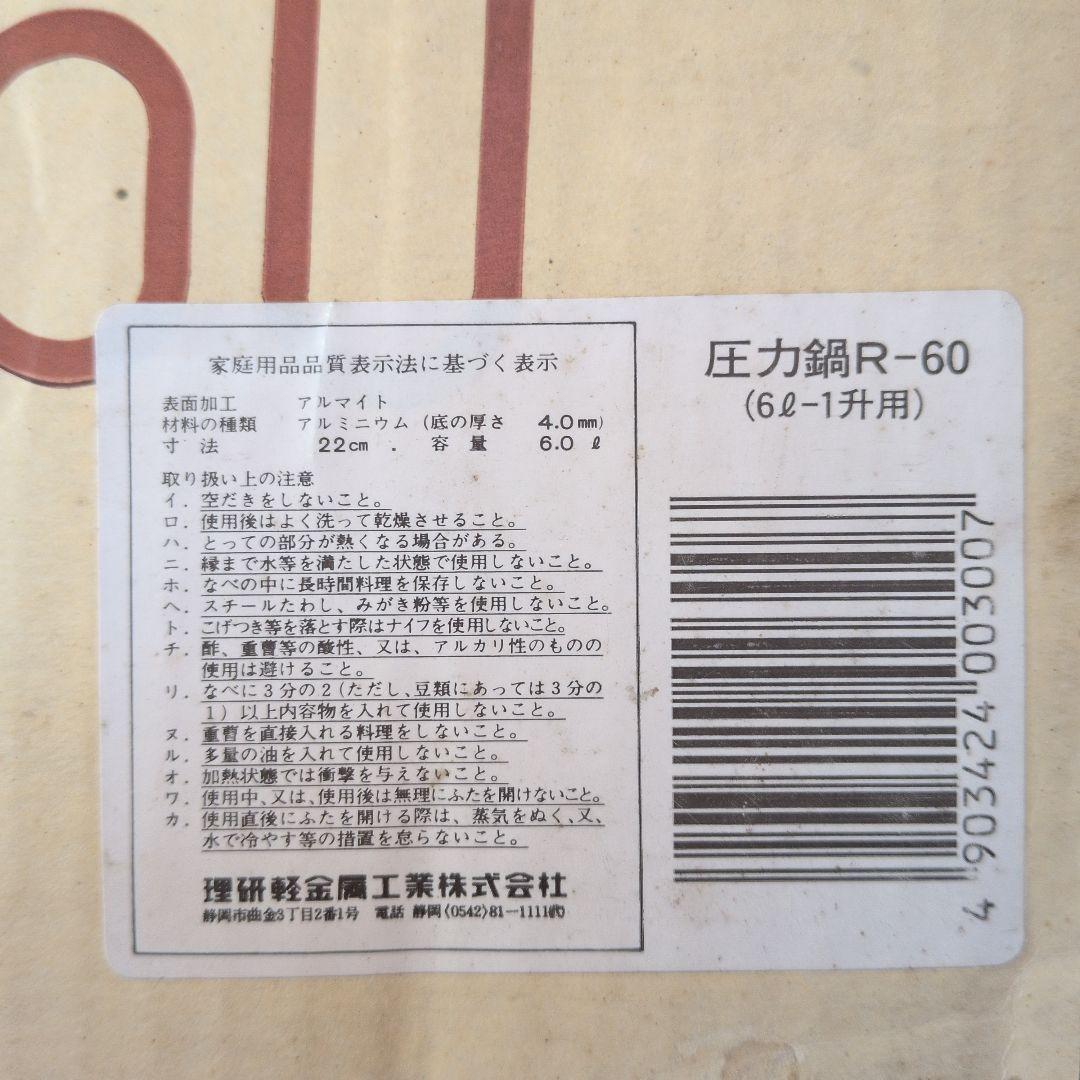 家庭用品品質表示法に基づく表示
表面加工 アルマイト
材料の種類 アルミニウム (底の厚さ 4.0mm)
寸法 22cm . 容量 6.0ℓ
取り扱い上の注意
イ. 空だきをしないこと。
ロ. 使用後はよく洗って乾燥させること。
ハ. とっての部分が熱くなる場合がある。
ニ. 縁まで水等を満たした状態で使用しないこと。
ホ. なべの中に長時間料理を保存しないこと。
ヘ. スチールたわし、みがき粉等を使用しないこと。
ト. こげつき等を落とす際はナイフを使用しないこと。
チ. 酢、重曹等の酸性、又は、アルカリ性のものの
使用は避けること。
リ. なべに3分の2(ただし、豆類にあっては3分の
1)以上内容物を入れて使用しないこと。
ヌ. 重曹を直接入れる料理をしないこと。
ル. 多量の油を入れて使用しないこと。
オ. 加熱状態では衝撃を与えないこと。
ワ. 使用中、又は、使用後は無理にふたを開けないこと。
カ. 使用直後にふたを開ける際は、蒸気をぬく、又、
水で冷やす等の措置を怠らないこと。
理研軽金属工業株式会社
静岡市曲金3丁目2番1号 電話 静岡(0542)81-1111(代)
圧力鍋R-60
(6ℓ-1升用)
4 903424 003007